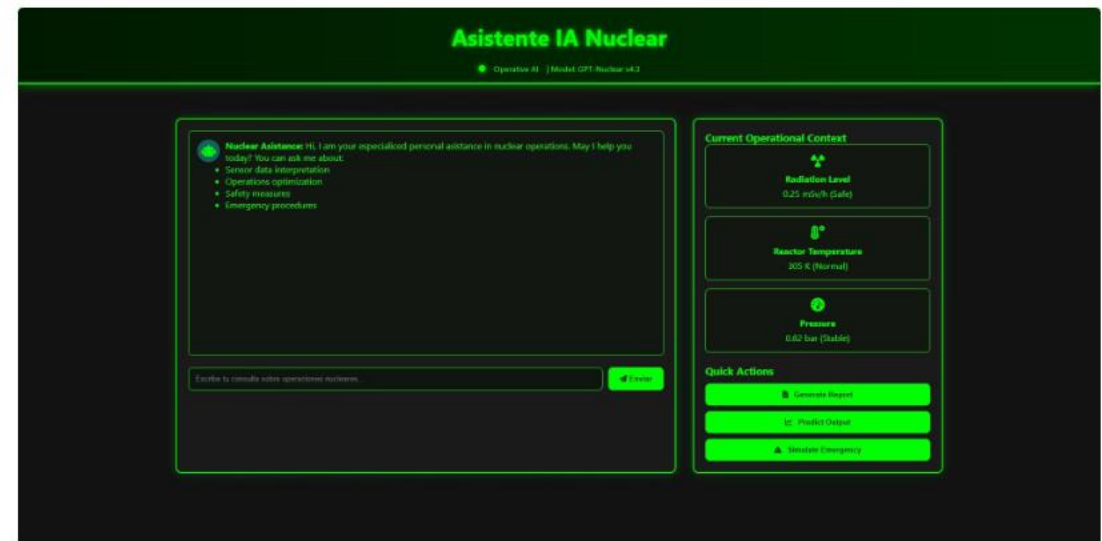 Asistente IA Nuclear
Operative AI | Model: GPT-Nuclear v4.2
Nuclear Asistance: Hi, I am your especialiced personal asistance in nuclear operations. May I help you
today? You can ask me about:
Sensor data interpretation
Operations optimization
Safety measures
Emergency procedures
Escribe tu consulta sobre operaciones nucleares...
Enviar
Current Operational Context
Radiation Level
0.25 mSv/h (Safe)
Reactor Temperature
305 K (Normal)
Pressure
0.62 bar (Stable)
Quick Actions
Generate Report
Predict Output
Simulate Emergency